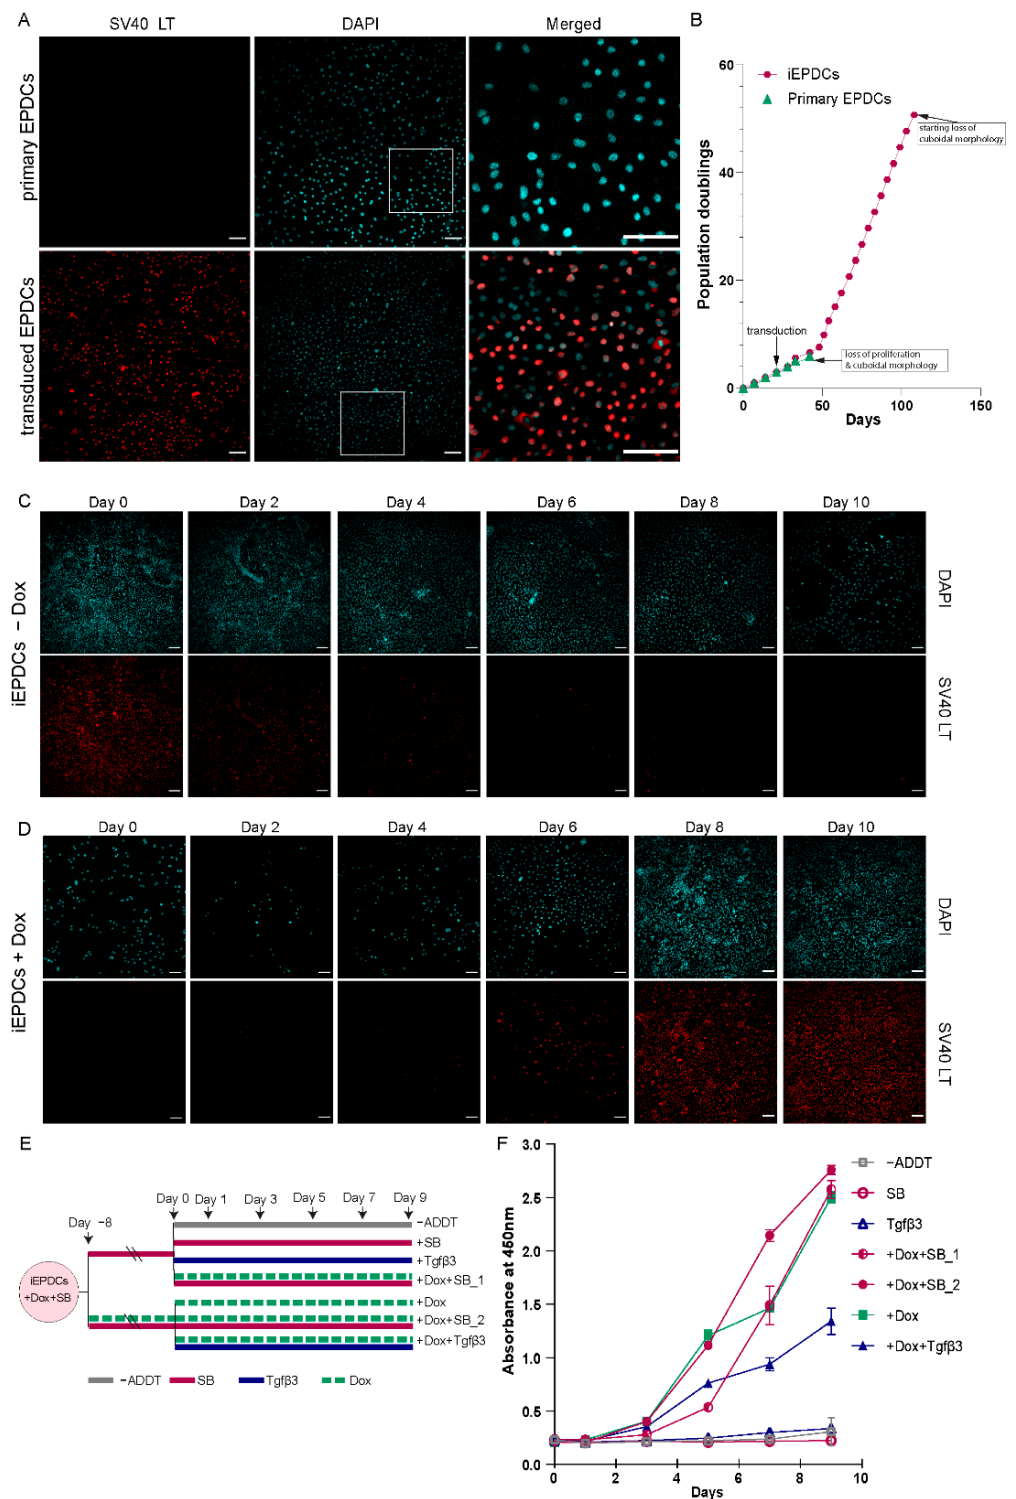 A
SV40 LT
DAPI
Merged
primary EPDCs
transduced EPDCs
B
60
40
20
0
iEPDCs
Primary EPDCs
starting loss of
cuboidal morphology
transduction
loss of proliferation
& cuboidal morphology
Population doublings
0
50
100
150
Days
C
Day 0
Day 2
Day 4
Day 6
Day 8
Day 10
iEPDCs − Dox
DAPI
SV40 LT
D
Day 0
Day 2
Day 4
Day 6
Day 8
Day 10
iEPDCs + Dox
DAPI
SV40 LT
E
Day −8
Day 0
Day 1
Day 3
Day 5
Day 7
Day 9
iEPDCs
+Dox+SB
−ADDT
+SB
+Tgfβ3
+Dox+SB_1
+Dox
+Dox+SB_2
+Dox+Tgfβ3
−ADDT
SB
Tgfβ3
Dox
F
3.0
2.5
2.0
1.5
1.0
0.5
0.0
Absorbance at 450nm
0
2
4
6
8
10
Days
−ADDT
SB
Tgfβ3
+Dox+SB_1
+Dox+SB_2
+Dox
+Dox+Tgfβ3